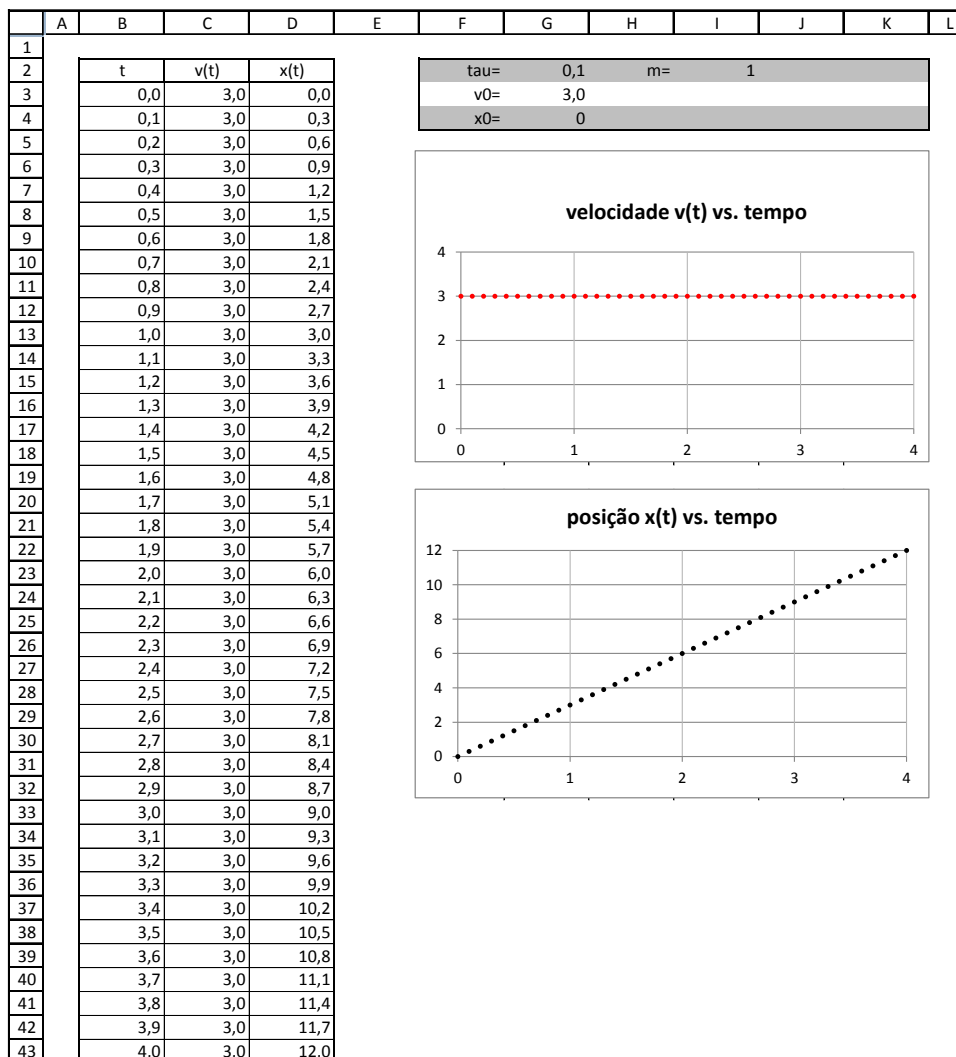 A B C D E F G H I J K L
1
2 t v(t) x(t) tau= 0,1 m= 1
3 0,0 3,0 0,0 v0= 3,0
4 0,1 3,0 0,3 x0= 0
5 0,2 3,0 0,6
6 0,3 3,0 0,9
7 0,4 3,0 1,2
8 0,5 3,0 1,5
9 0,6 3,0 1,8
10 0,7 3,0 2,1
11 0,8 3,0 2,4
12 0,9 3,0 2,7
13 1,0 3,0 3,0
14 1,1 3,0 3,3
15 1,2 3,0 3,6
16 1,3 3,0 3,9
17 1,4 3,0 4,2
18 1,5 3,0 4,5
19 1,6 3,0 4,8
20 1,7 3,0 5,1
21 1,8 3,0 5,4
22 1,9 3,0 5,7
23 2,0 3,0 6,0
24 2,1 3,0 6,3
25 2,2 3,0 6,6
26 2,3 3,0 6,9
27 2,4 3,0 7,2
28 2,5 3,0 7,5
29 2,6 3,0 7,8
30 2,7 3,0 8,1
31 2,8 3,0 8,4
32 2,9 3,0 8,7
33 3,0 3,0 9,0
34 3,1 3,0 9,3
35 3,2 3,0 9,6
36 3,3 3,0 9,9
37 3,4 3,0 10,2
38 3,5 3,0 10,5
39 3,6 3,0 10,8
40 3,7 3,0 11,1
41 3,8 3,0 11,4
42 3,9 3,0 11,7
43 4,0 3,0 12,0
velocidade v(t) vs. tempo
4
3
2
1
0
0 1 2 3 4
posição x(t) vs. tempo
12
10
8
6
4
2
0
0 1 2 3 4